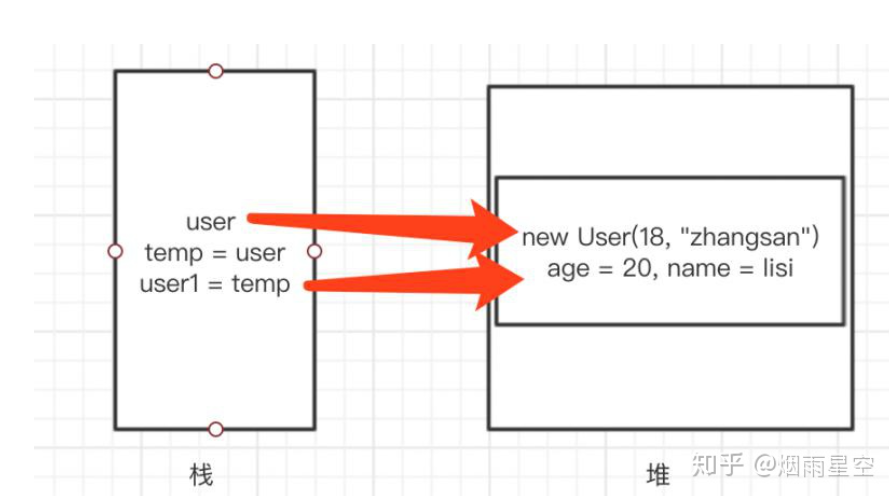 user
temp = user
user1 = temp
new User(18, "zhangsan")
age = 20, name = lisi
栈
堆
知乎 @烟雨星空